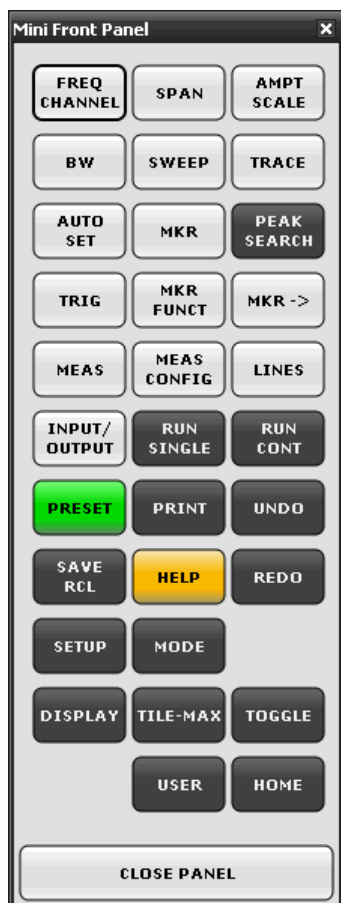 Mini Front Panel x
FREQ CHANNEL
SPAN
AMPT SCALE
BW
SWEEP
TRACE
AUTO SET
MKR
PEAK SEARCH
TRIG
MKR FUNCT
MKR ->
MEAS
MEAS CONFIG
LINES
INPUT/ OUTPUT
RUN SINGLE
RUN CONT
PRESET
PRINT
UNDO
SAVE RCL
HELP
REDO
SETUP
MODE
DISPLAY
TILE-MAX
TOGGLE
USER
HOME
CLOSE PANEL